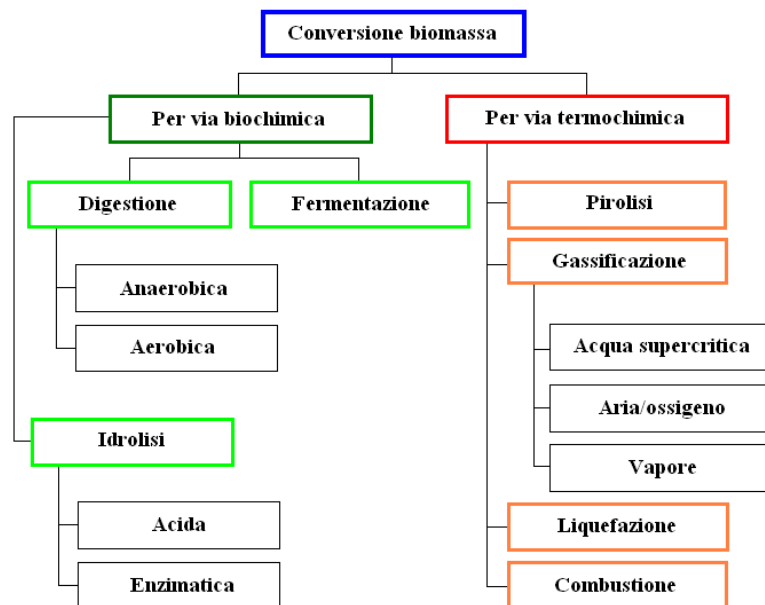 Conversione biomassa
Per via biochimica
Per via termochimica
Digestione
Fermentazione
Pirolisi
Gassificazione
Anaerobica
Aerobica
Acqua supercritica
Aria/ossigeno
Idrolisi
Vapore
Acida
Liquefazione
Enzimatica
Combustione